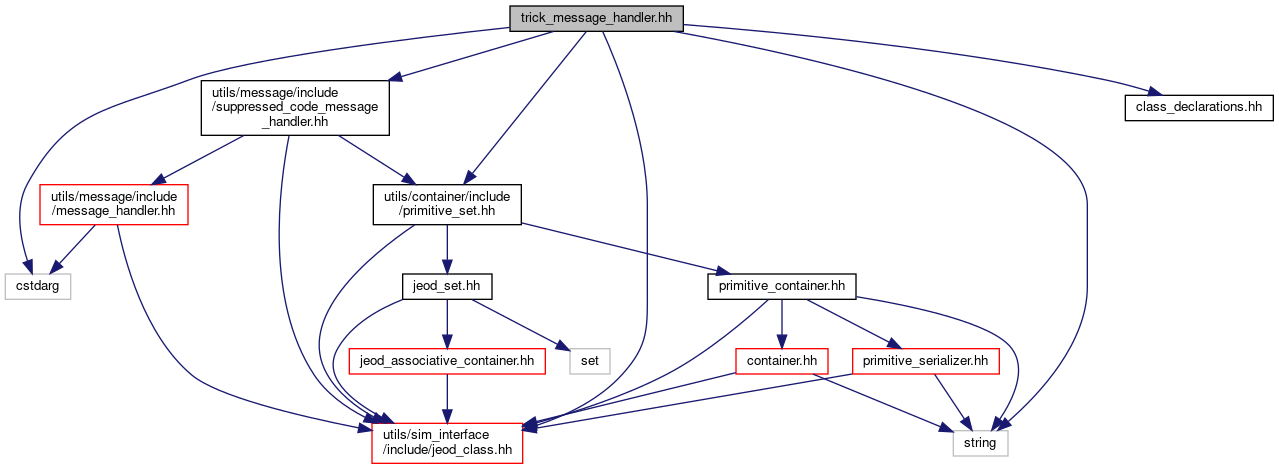 trick_message_handler.hh
utils/message/include
/suppressed_code_message
_handler.hh
class_declarations.hh
utils/message/include
/message_handler.hh
utils/container/include
/primitive_set.hh
cstdarg
jeod_set.hh
primitive_container.hh
jeod_associative_container.hh
set
container.hh
primitive_serializer.hh
utils/sim_interface
/include/jeod_class.hh
string